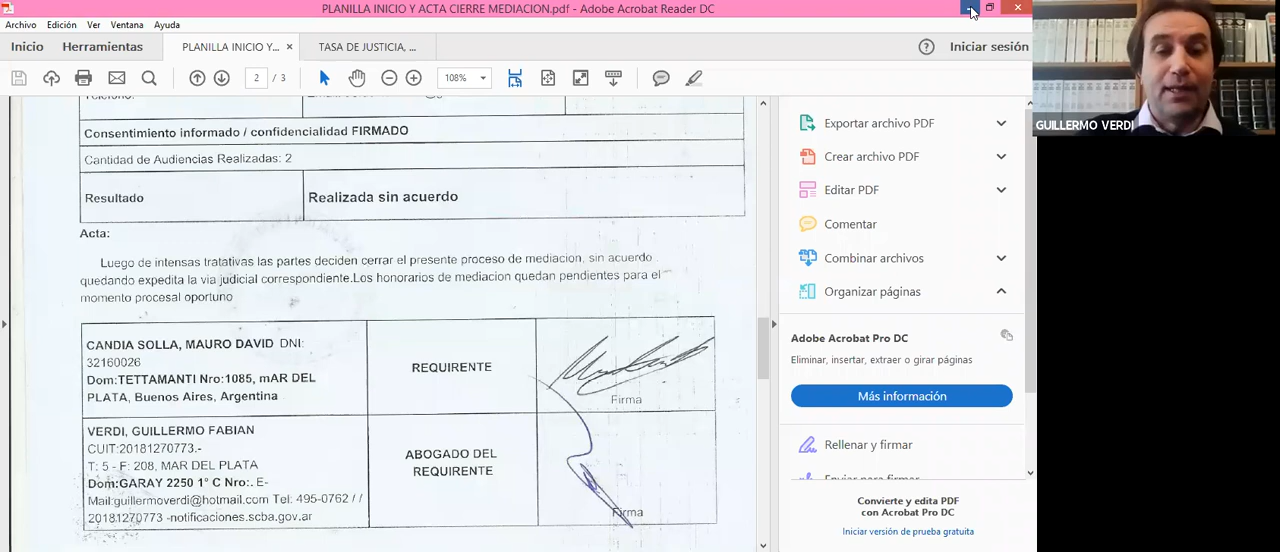 PLANILLA INICIO Y ACTA CIERRE MEDIACION.pdf - Adobe Acrobat Reader DC
Archivo Edición Ver Ventana Ayuda
Inicio Herramientas PLANILLA INICIO Y... × TASA DE JUSTICIA, ... Iniciar sesión
2 / 3 108%
Consentimiento informado / confidencialidad FIRMADO
Cantidad de Audiencias Realizadas: 2
Resultado Realizada sin acuerdo
Acta:
Luego de intensas tratativas las partes deciden cerrar el presente proceso de mediacion, sin acuerdo
quedando expedita la via judicial correspondiente.Los honorarios de mediacion quedan pendientes para el
momento procesal oportuno
CANDIA SOLLA, MAURO DAVID DNI:
32160026
Dom:TETTAMANTI Nro:1085, mAR DEL
PLATA, Buenos Aires, Argentina
REQUIRENTE
Firma
VERDI, GUILLERMO FABIAN
CUIT:20181270773.-
T: 5 - F: 208, MAR DEL PLATA
Dom:GARAY 2250 1° C Nro:. E-
Mail:guillermoverdi@hotmail.com Tel: 495-0762 / /
20181270773 -notificaciones.scba.gov.ar
ABOGADO DEL
REQUIRENTE
Firma
Exportar archivo PDF
Crear archivo PDF
Editar PDF
Comentar
Combinar archivos
Organizar páginas
Adobe Acrobat Pro DC
Eliminar, insertar, extraer o girar páginas
Más información
Rellenar y firmar
Enviar para firmar
Convierte y edita PDF
con Acrobat Pro DC
Iniciar versión de prueba gratuita
GUILLERMO VERDI